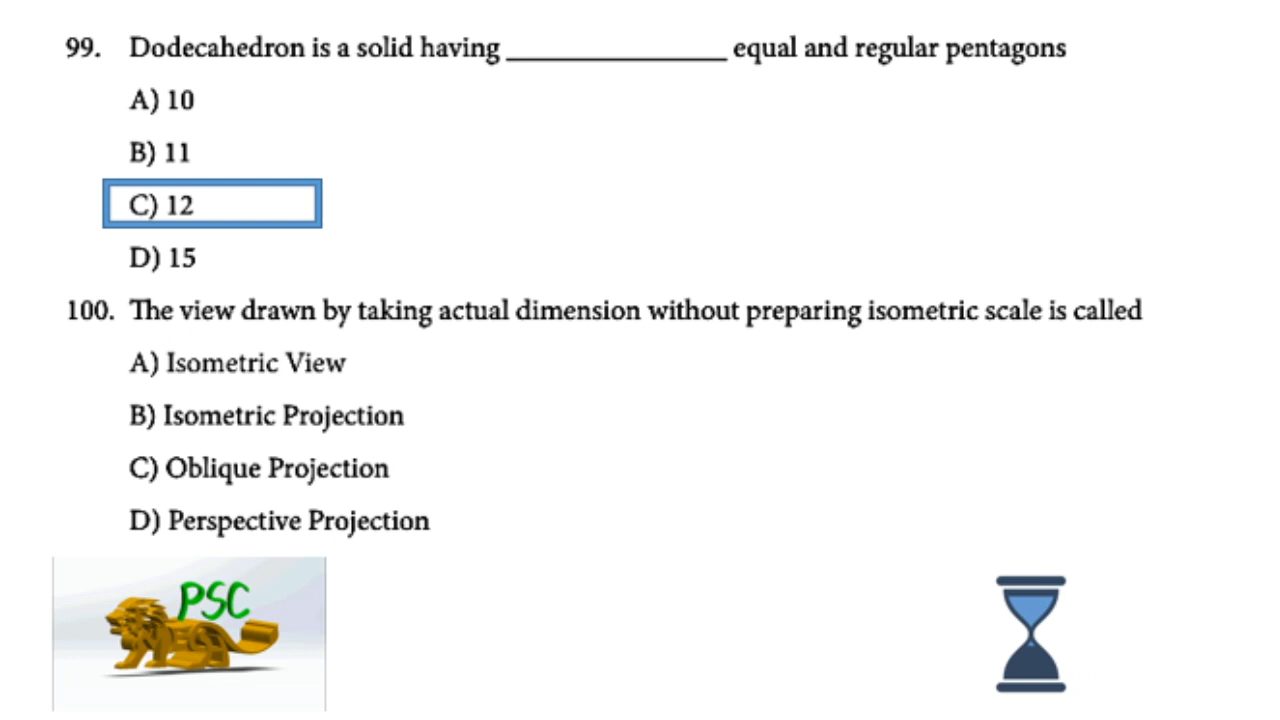 99. Dodecahedron is a solid having ______________ equal and regular pentagons
A) 10
B) 11
C) 12
D) 15
100. The view drawn by taking actual dimension without preparing isometric scale is called
A) Isometric View
B) Isometric Projection
C) Oblique Projection
D) Perspective Projection
PSC